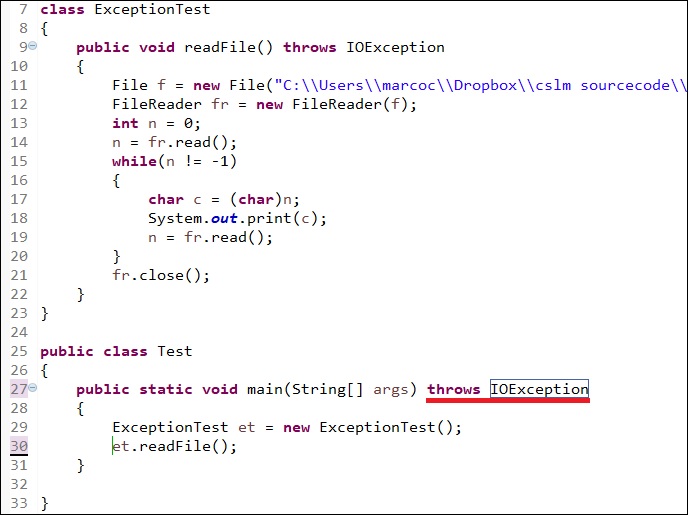 7 class ExceptionTest
8 {
9 public void readFile() throws IOException
10 {
11 File f = new File("C:\\Users\\marcoc\\Dropbox\\cslm sourcecode\\
12 FileReader fr = new FileReader(f);
13 int n = 0;
14 n = fr.read();
15 while(n != -1)
16 {
17 char c = (char)n;
18 System.out.print(c);
19 n = fr.read();
20 }
21 fr.close();
22 }
23 }
24
25 public class Test
26 {
27 public static void main(String[] args) throws IOException
28 {
29 ExceptionTest et = new ExceptionTest();
30 et.readFile();
31 }
32
33 }